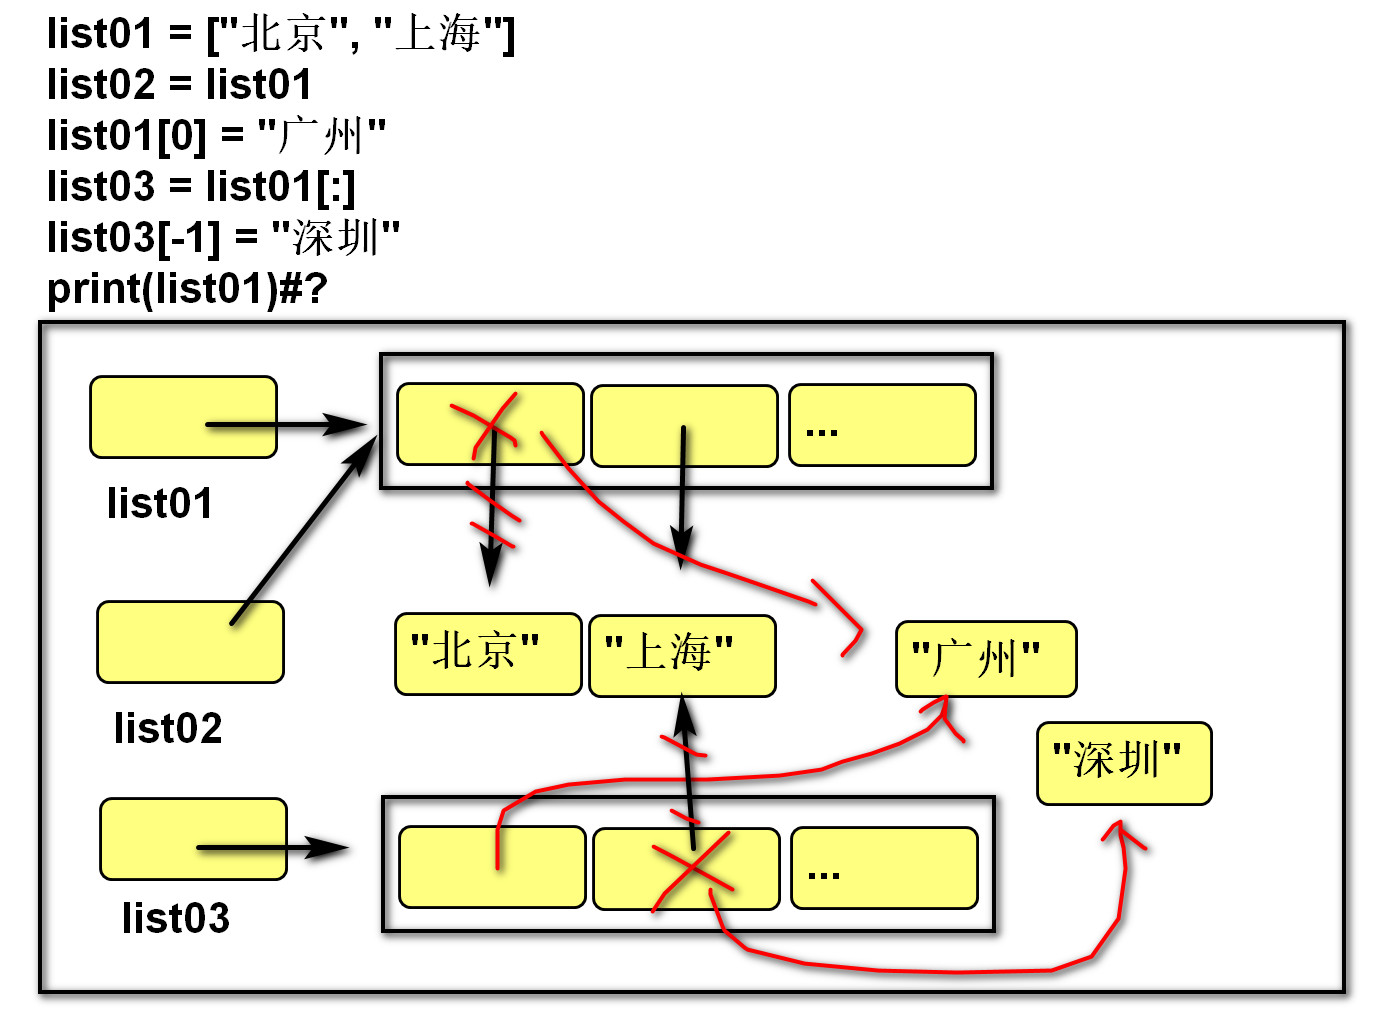 list01 = ["北京", "上海"]
list02 = list01
list01[0] = "广州"
list03 = list01[:]
list03[-1] = "深圳"
print(list01)#?
...
list01
"北京" "上海" "广州"
list02
"深圳"
...
list03